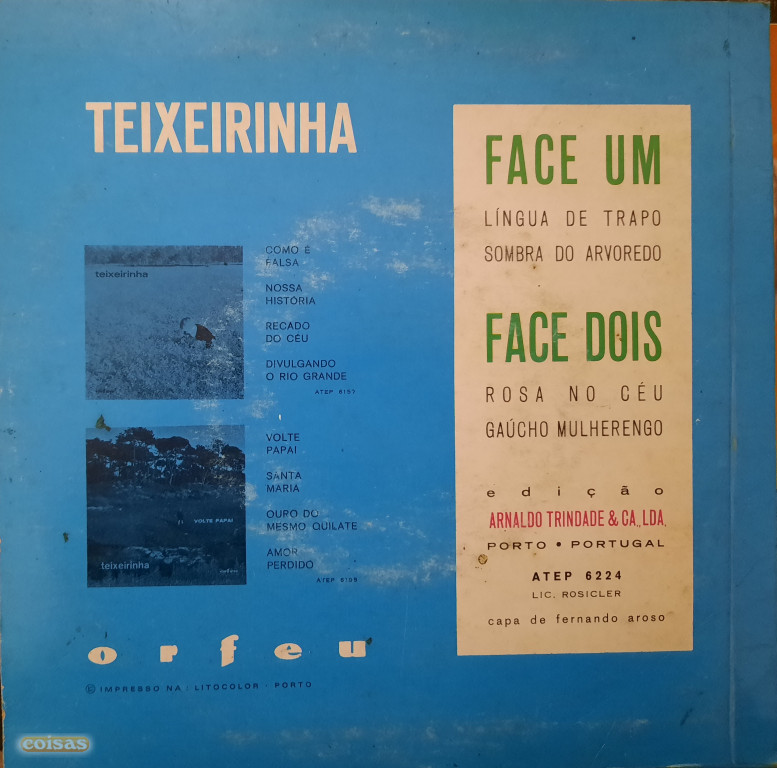 TEIXEIRINHA
teixeirinha
COMO É
FALSA
NOSSA
HISTÓRIA
RECADO
DO CÉU
DIVULGANDO
O RIO GRANDE
ATEP 6157
VOLTE PAPAI
teixeirinha
VOLTE
PAPAI
SANTA
MARIA
OURO DO
MESMO QUILATE
AMOR
PERDIDO
ATEP
orfeu
IMPRESSO NA LITOCOLOR - PORTO
FACE UM
LÍNGUA DE TRAPO
SOMBRA DO ARVOREDO
FACE DOIS
ROSA NO CÉU
GAÚCHO MULHERENGO
edição
ARNALDO TRINDADE & CA., LDA.
PORTO • PORTUGAL
ATEP 6224
LIC. ROSICLER
capa de fernando aroso
coisas